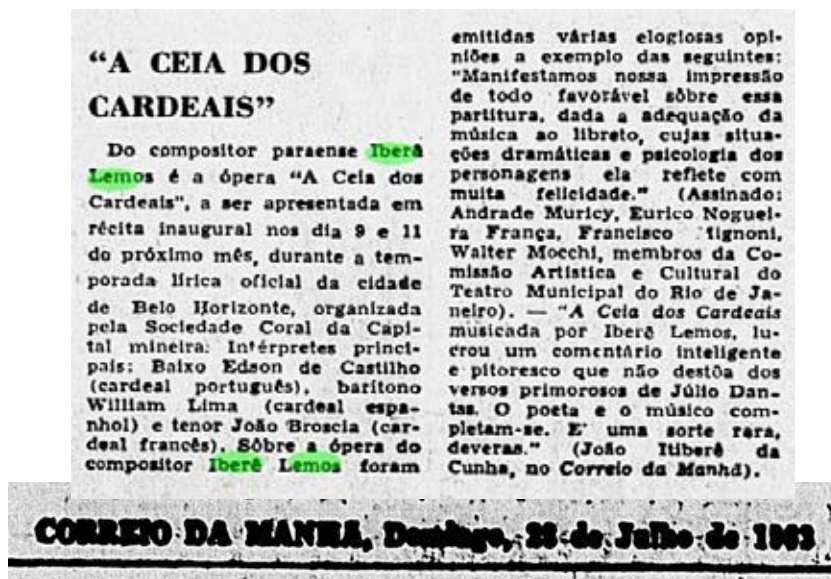 “A CEIA DOS
CARDEAIS”
Do compositor paraense Iberê
Lemos é a ópera “A Ceia dos
Cardeais”, a ser apresentada em
récita inaugural nos dia 9 e 11
do próximo mês, durante a tem-
porada lírica oficial da cidade
de Belo Horizonte, organizada
pela Sociedade Coral da Capi-
tal mineira. Intérpretes princi-
pais: Baixo Edson de Castilho
(cardeal português), barítono
William Lima (cardeal espa-
nhol) e tenor João Broscia (car-
deal francês). Sôbre a ópera do
compositor Iberê Lemos foram
emitidas várias elogiosas opi-
niões a exemplo das seguintes:
“Manifestamos nossa impressão
de todo favorável sôbre essa
partitura, dada a adequação da
música ao libreto, cujas situa-
ções dramáticas e psicologia dos
personagens ela reflete com
muita felicidade.” (Assinado:
Andrade Muricy, Eurico Noguei-
ra França, Francisco
Walter Mocchi, membros da Co-
missão Artística e Cultural do
Teatro Municipal do Rio de Ja-
neiro). — “A Ceia dos Cardeais
musicada por Iberê Lemos, lu-
crou um comentário inteligente
e pitoresco que não destôa dos
versos primorosos de Júlio Dan-
tas. O poeta e o músico com-
pletam-se. E' uma sorte rara,
deveras.” (João Itiberê da
Cunha, no Correio da Manhã).
CORREIO DA MANHÃ, Domingo, de Julho de 1963